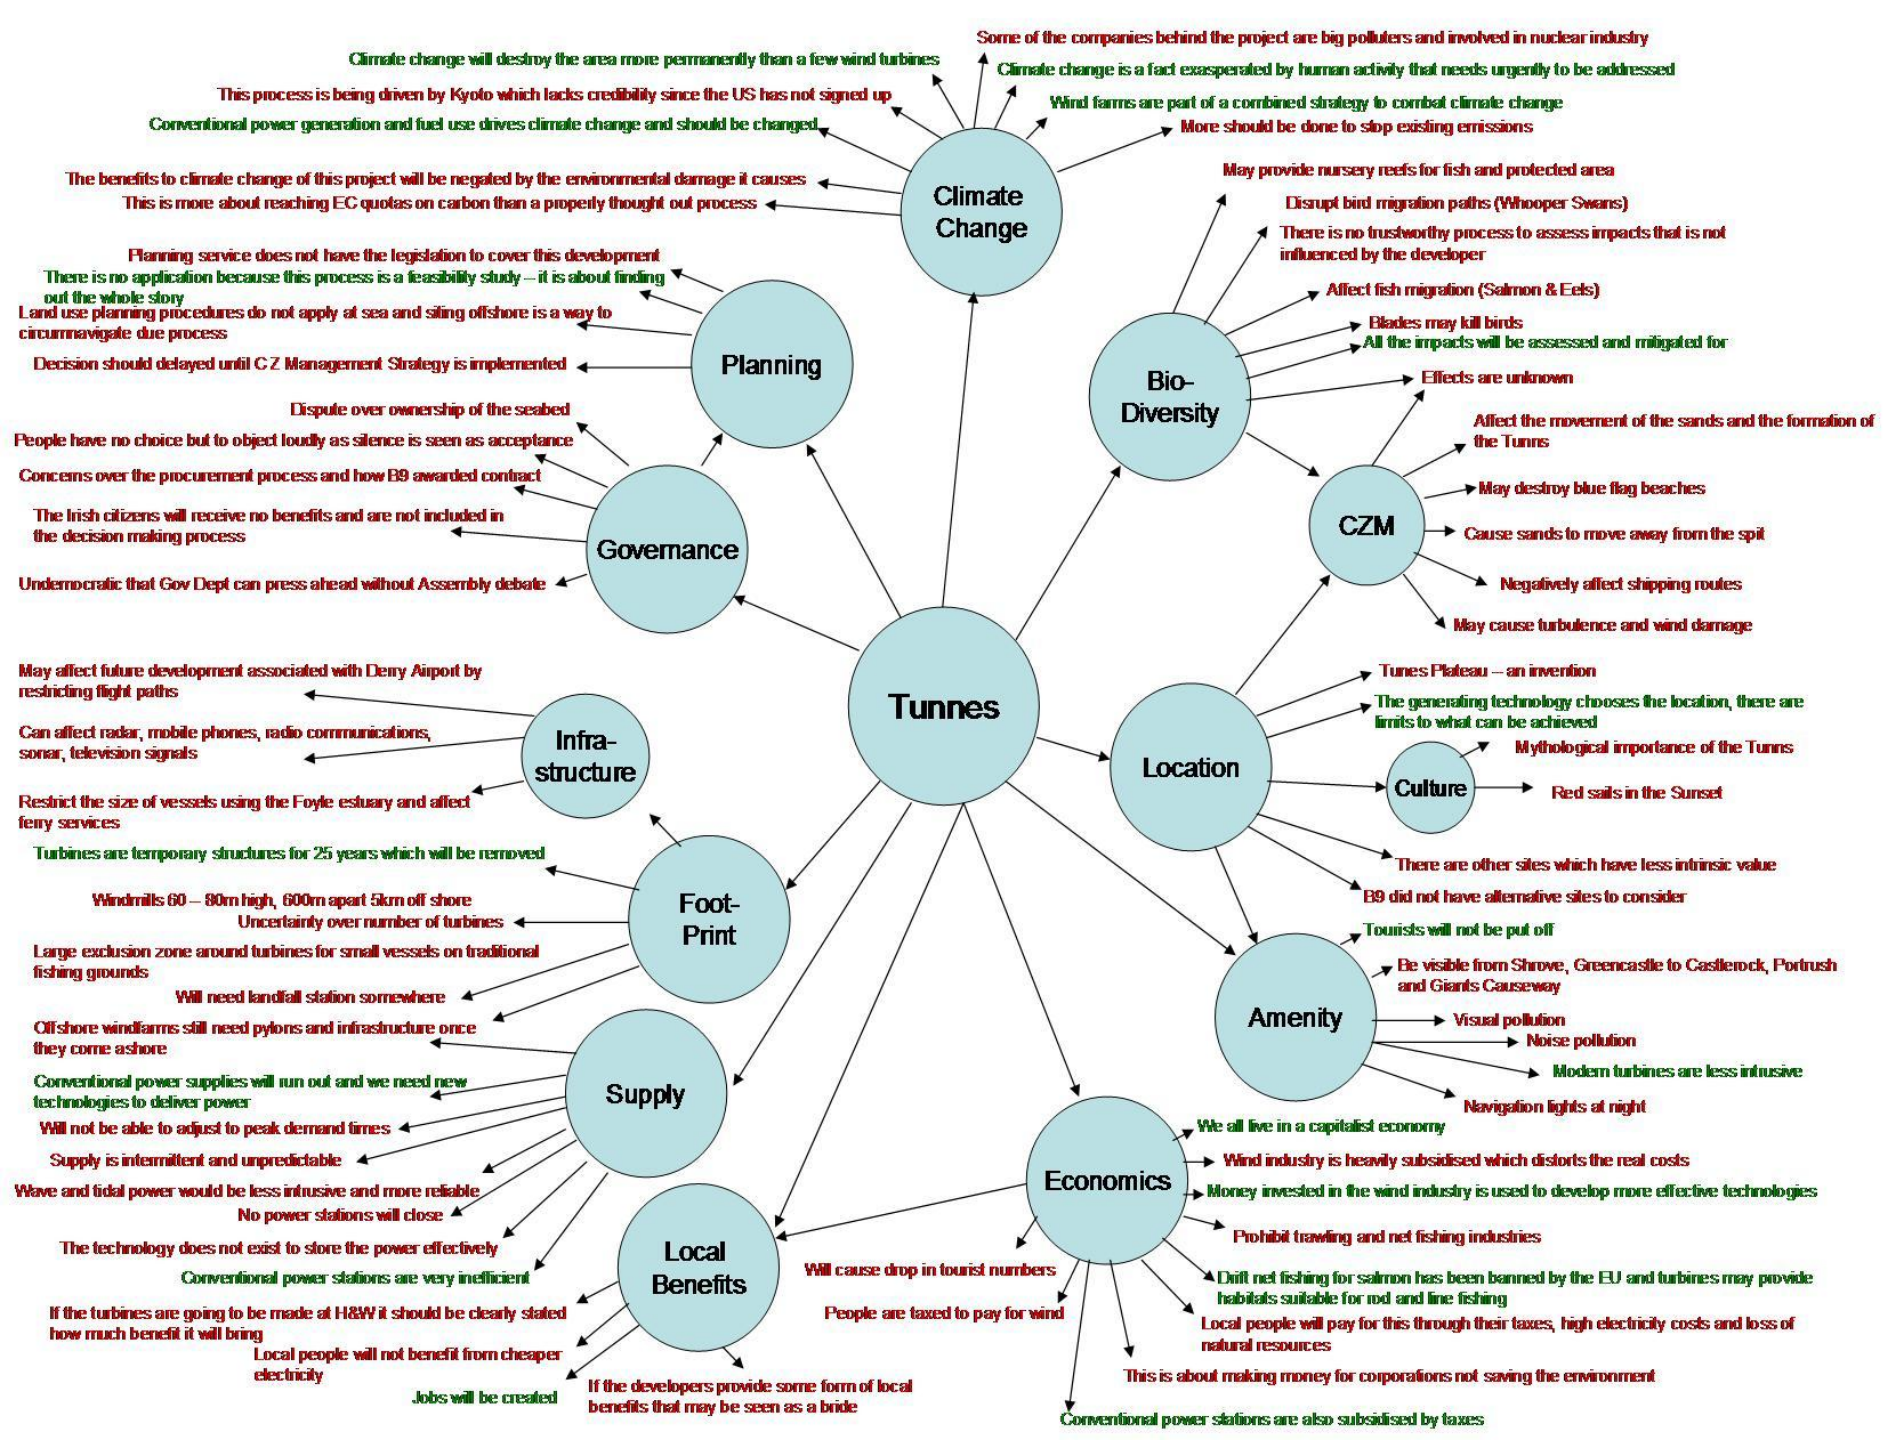 Some of the companies behind the project are big polluters and involved in nuclear industry
Climate change will destroy the area more permanently than a few wind turbines
Climate change is a fact exasperated by human activity that needs urgently to be addressed
This process is being driven by Kyoto which lacks credibility since the US has not signed up
Wind farms are part of a combined strategy to combat climate change
Conventional power generation and fuel use drives climate change and should be changed
More should be done to stop existing emissions
The benefits to climate change of this project will be negated by the environmental damage it causes
This is more about reaching EC quotas on carbon than a properly thought out process
Climate
Change
May provide nursery reefs for fish and protected area
Disrupt bird migration paths (Whooper Swans)
There is no trustworthy process to assess impacts that is not
influenced by the developer
Affect fish migration (Salmon & Eels)
Blades may kill birds
All the impacts will be assessed and mitigated for
Effects are unknown
Bio-
Diversity
Planning service does not have the legislation to cover this development
There is no application because this process is a feasibility study – it is about finding
out the whole story
Land use planning procedures do not apply at sea and siting offshore is a way to
circumnavigate due process
Decision should delayed until C Z Management Strategy is implemented
Planning
Affect the movement of the sands and the formation of
the Tunns
May destroy blue flag beaches
Cause sands to move away from the spit
Negatively affect shipping routes
May cause turbulence and wind damage
CZM
Dispute over ownership of the seabed
People have no choice but to object loudly as silence is seen as acceptance
Concerns over the procurement process and how B9 awarded contract
The Irish citizens will receive no benefits and are not included in
the decision making process
Undemocratic that Gov Dept can press ahead without Assembly debate
Governance
Tunnes
Tunes Plateau – an invention
The generating technology chooses the location, there are
limits to what can be achieved
Location
Culture
Mythological importance of the Tunns
Red sails in the Sunset
There are other sites which have less intrinsic value
B9 did not have alternative sites to consider
May affect future development associated with Derry Airport by
restricting flight paths
Can affect radar, mobile phones, radio communications,
sonar, television signals
Restrict the size of vessels using the Foyle estuary and affect
ferry services
Infra-
structure
Turbines are temporary structures for 25 years which will be removed
Windmills 60 – 80m high, 600m apart 5km off shore
Uncertainty over number of turbines
Large exclusion zone around turbines for small vessels on traditional
fishing grounds
Will need landfall station somewhere
Foot-
Print
Tourists will not be put off
Be visible from Shrove, Greencastle to Castlerock, Portrush
and Giants Causeway
Visual pollution
Noise pollution
Modern turbines are less intrusive
Navigation lights at night
Amenity
Offshore windfarms still need pylons and infrastructure once
they come ashore
Conventional power supplies will run out and we need new
technologies to deliver power
Will not be able to adjust to peak demand times
Supply is intermittent and unpredictable
Wave and tidal power would be less intrusive and more reliable
No power stations will close
The technology does not exist to store the power effectively
Conventional power stations are very inefficient
Supply
We all live in a capitalist economy
Wind industry is heavily subsidised which distorts the real costs
Money invested in the wind industry is used to develop more effective technologies
Prohibit trawling and net fishing industries
Drift net fishing for salmon has been banned by the EU and turbines may provide
habitats suitable for rod and line fishing
Local people will pay for this through their taxes, high electricity costs and loss of
natural resources
This is about making money for corporations not saving the environment
Conventional power stations are also subsidised by taxes
Economics
Will cause drop in tourist numbers
People are taxed to pay for wind
Local
Benefits
If the turbines are going to be made at H&W it should be clearly stated
how much benefit it will bring
Local people will not benefit from cheaper
electricity
Jobs will be created
If the developers provide some form of local
benefits that may be seen as a bride